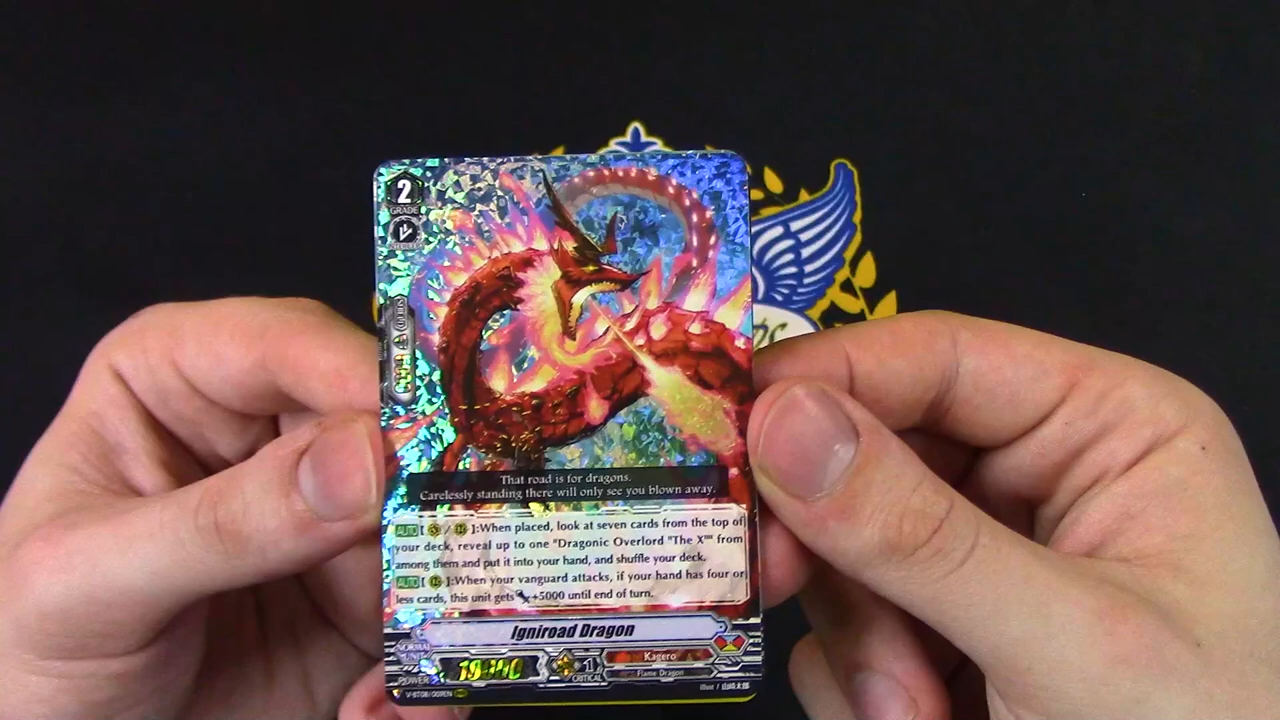 2
GRADE
That road is for dragons.
Carelessly standing there will only see you blown away.
AUTO [ / ]:When placed, look at seven cards from the top of
your deck, reveal up to one "Dragonic Overlord "The X"" from
among them and put it into your hand, and shuffle your deck.
AUTO [ ]:When your vanguard attacks, if your hand has four or
less cards, this unit gets +5000 until end of turn.
Igniroad Dragon
NORMAL
UNIT
Kagero
POWER
1
CRITICAL
Flame Dragon